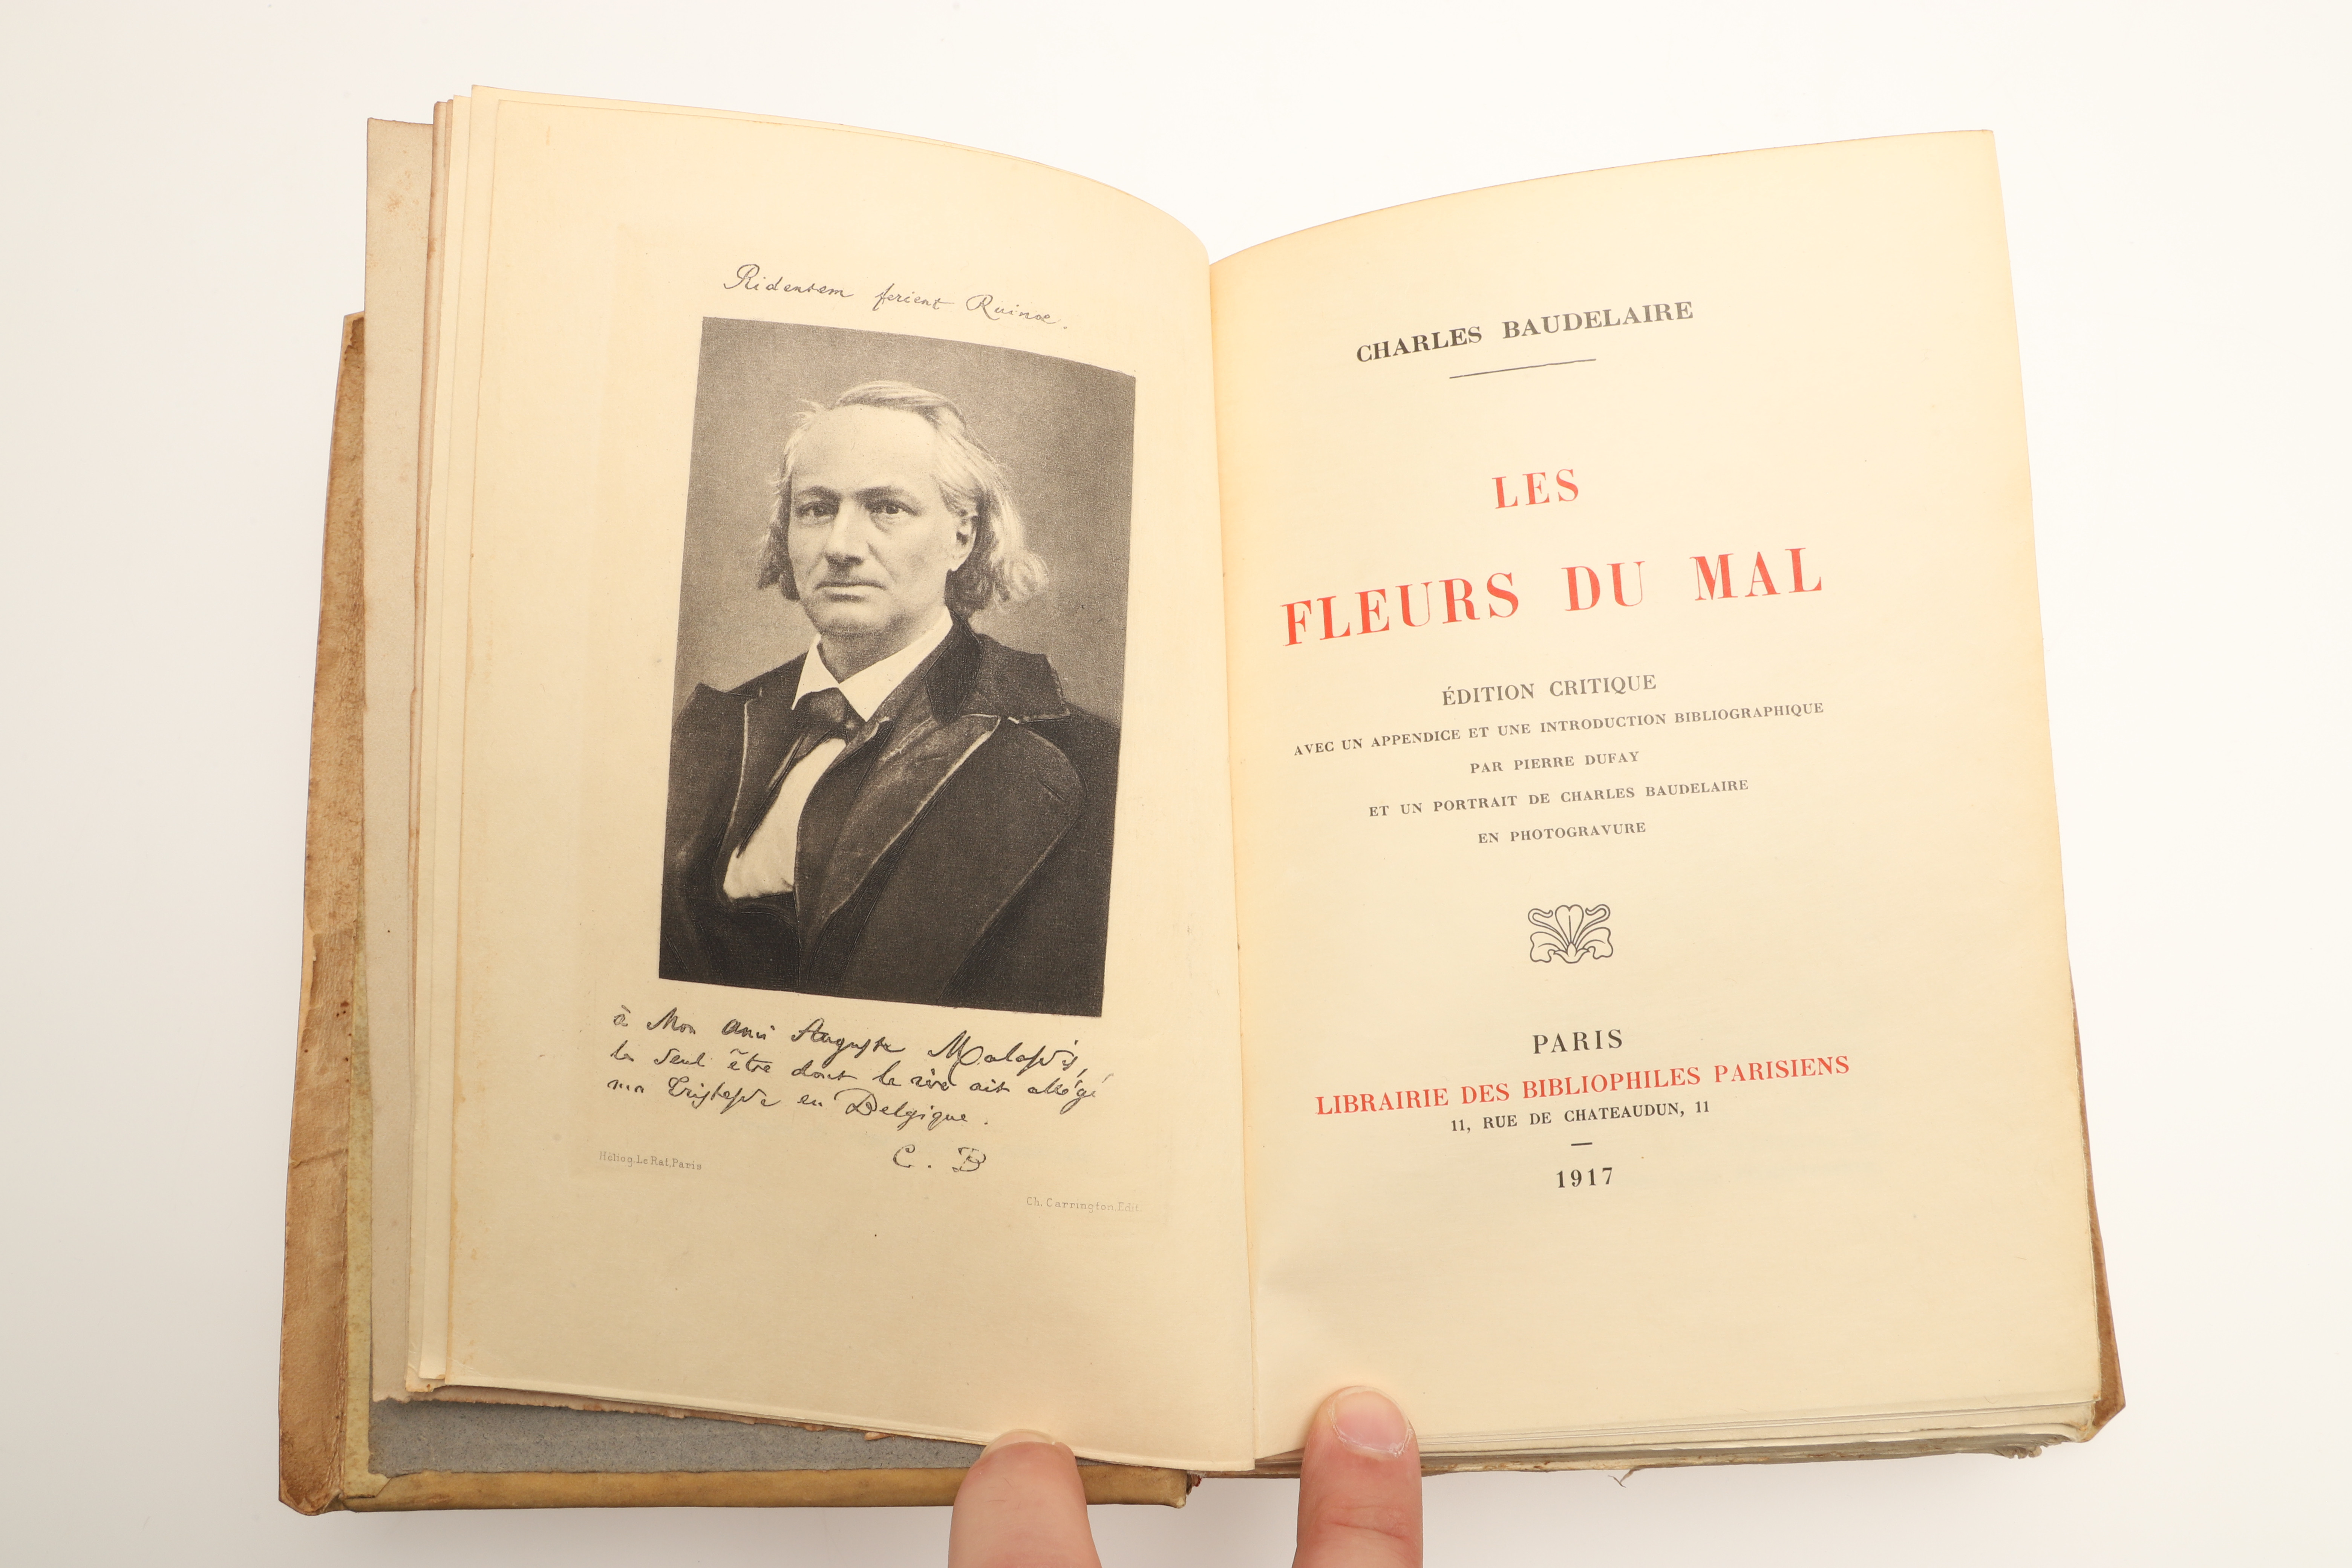 Ridentem ferient Ruinæ.
à Mon ami Auguste Malassis,
le seul être dont le rire ait allégé
ma tristesse en Belgique.
C. B
Héliog. Le Rat, Paris
Ch. Carrington, Edit.
CHARLES BAUDELAIRE
LES
FLEURS DU MAL
ÉDITION CRITIQUE
AVEC UN APPENDICE ET UNE INTRODUCTION BIBLIOGRAPHIQUE
PAR PIERRE DUFAY
ET UN PORTRAIT DE CHARLES BAUDELAIRE
EN PHOTOGRAVURE
PARIS
LIBRAIRIE DES BIBLIOPHILES PARISIENS
11, RUE DE CHATEAUDUN, 11
1917